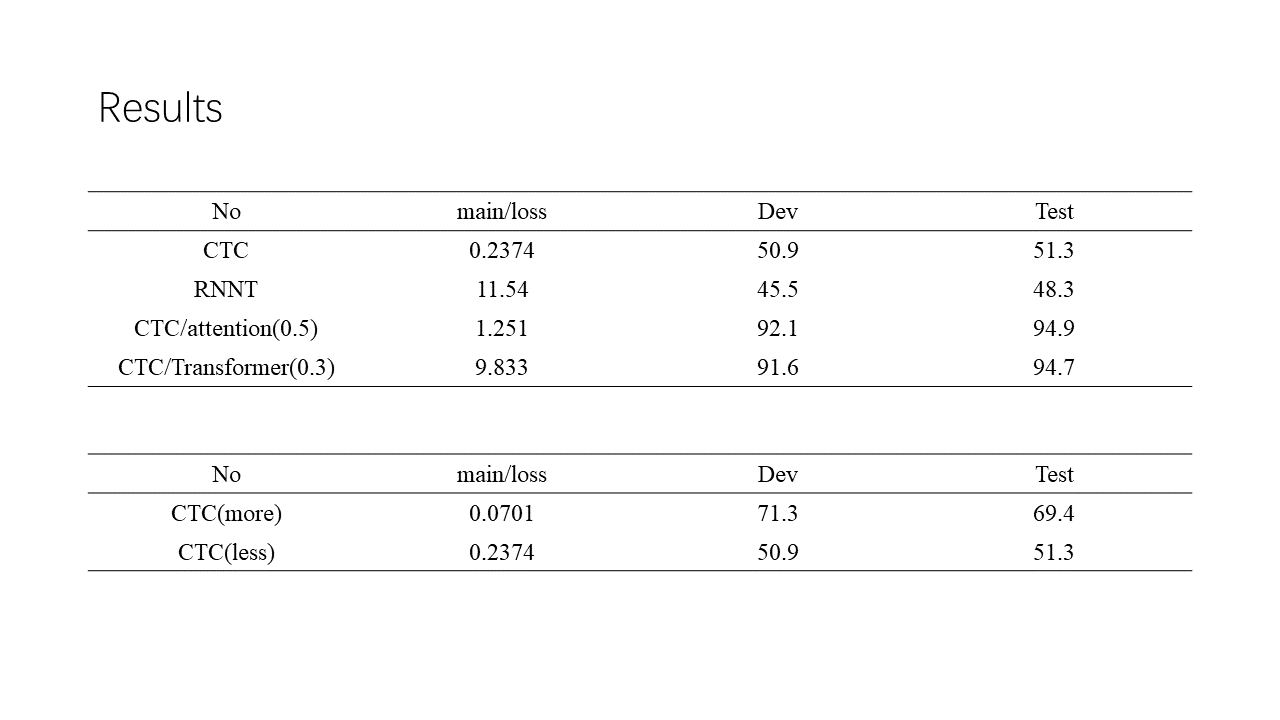 Results
No main/loss Dev Test
CTC 0.2374 50.9 51.3
RNNT 11.54 45.5 48.3
CTC/attention(0.5) 1.251 92.1 94.9
CTC/Transformer(0.3) 9.833 91.6 94.7
No main/loss Dev Test
CTC(more) 0.0701 71.3 69.4
CTC(less) 0.2374 50.9 51.3